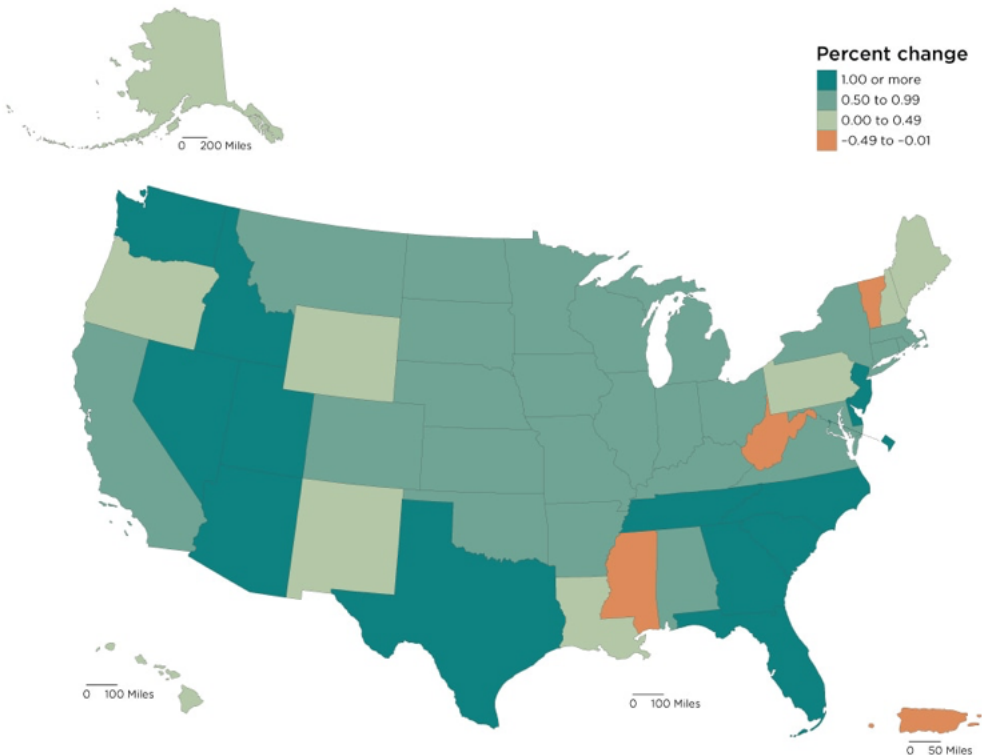 Percent change
1.00 or more
0.50 to 0.99
0.00 to 0.49
–0.49 to –0.01
0 200 Miles
0 100 Miles
0 100 Miles
0 50 Miles